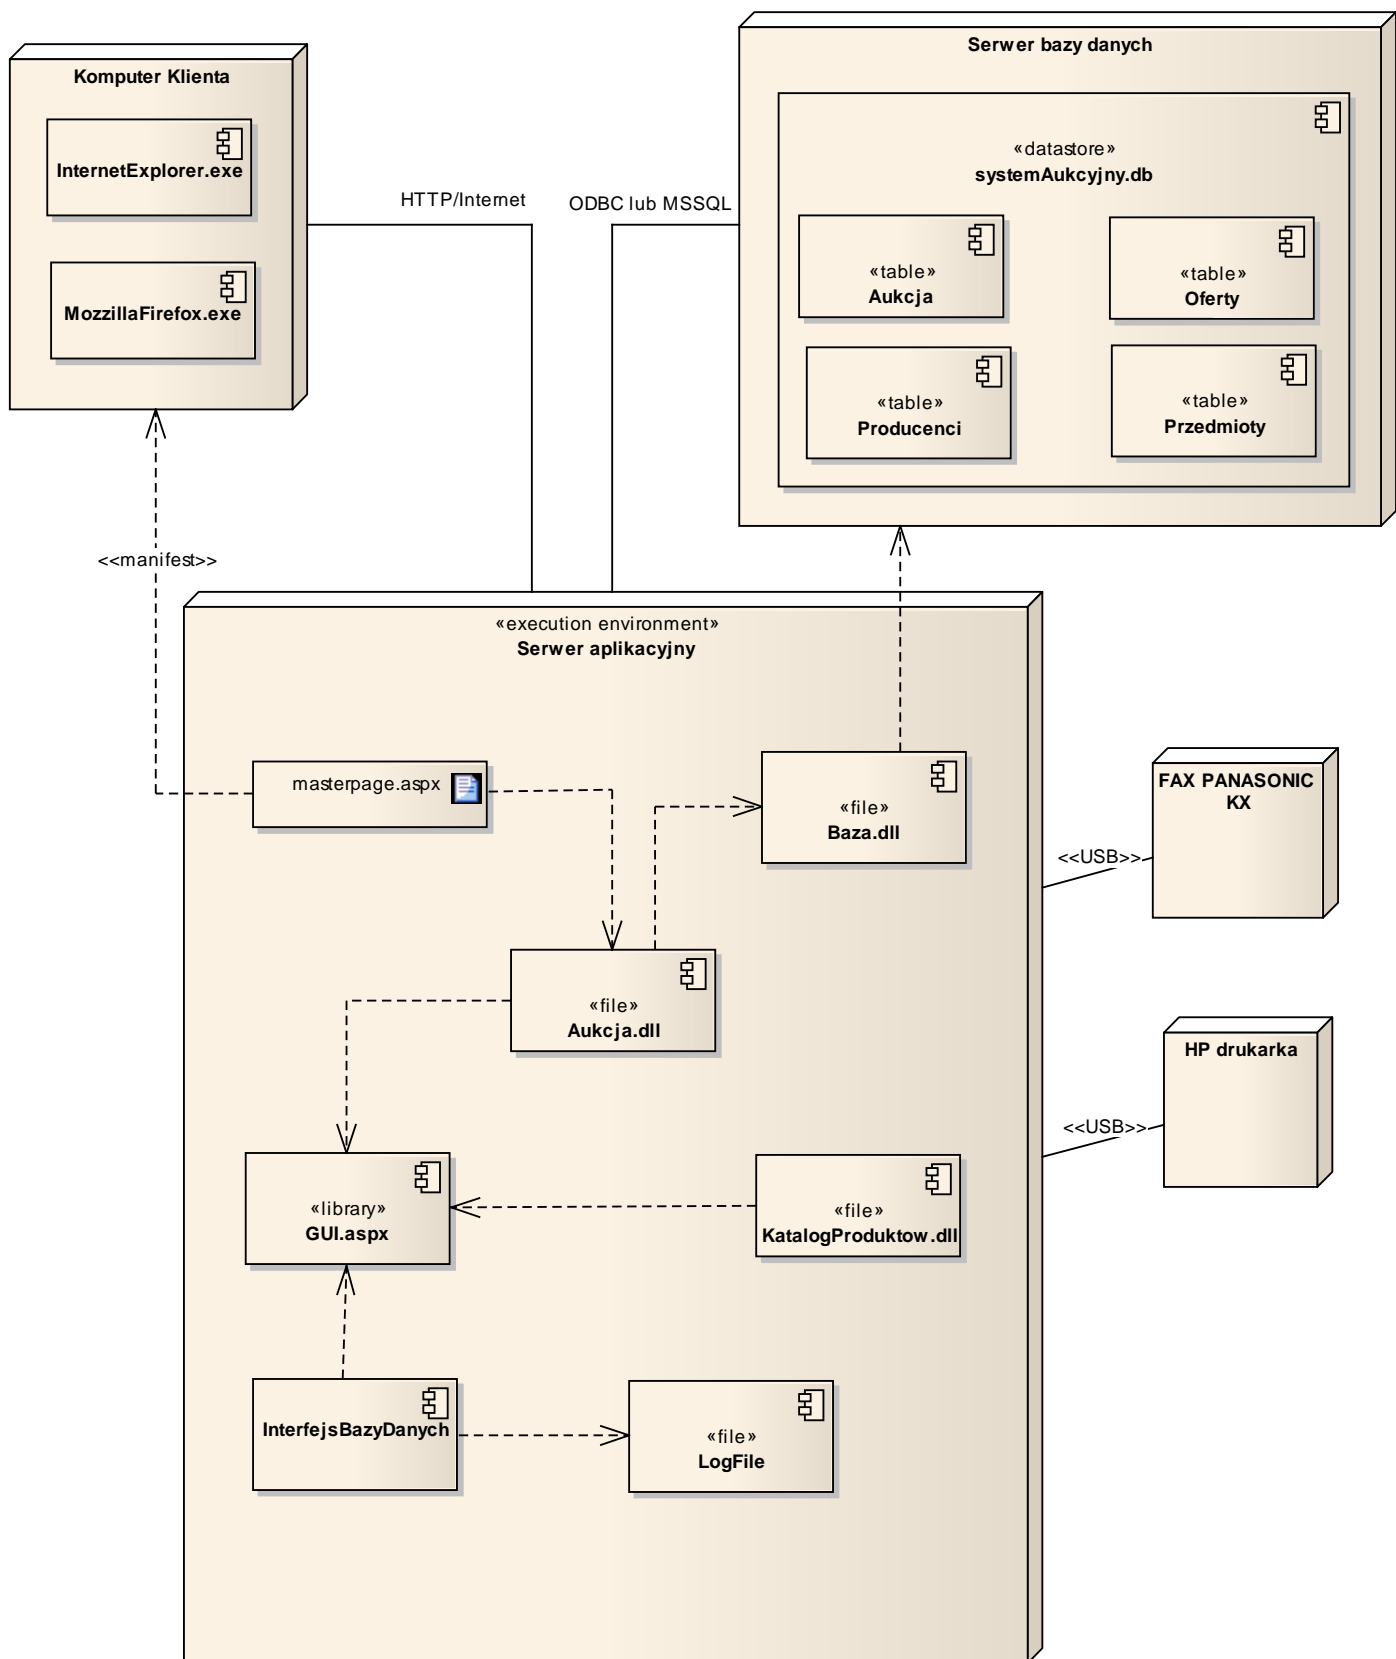 Komputer Klienta
InternetExplorer.exe
MozzillaFirefox.exe
HTTP/Internet
ODBC lub MSSQL
Serwer bazy danych
«datastore»
systemAukcyjny.db
«table»
Aukcja
«table»
Oferty
«table»
Producenci
«table»
Przedmioty
<<manifest>>
«execution environment»
Serwer aplikacyjny
masterpage.aspx
«file»
Baza.dll
FAX PANASONIC
KX
<<USB>>
«file»
Aukcja.dll
HP drukarka
<<USB>>
«library»
GUI.aspx
«file»
KatalogProduktow.dll
InterfejsBazyDanych
«file»
LogFile